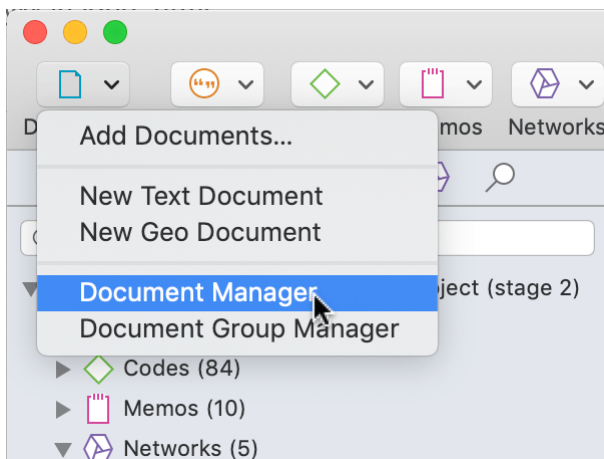 mos Networks
Add Documents...
New Text Document
New Geo Document
Document Manager
ject (stage 2)
Document Group Manager
Codes (84)
Memos (10)
Networks (5)